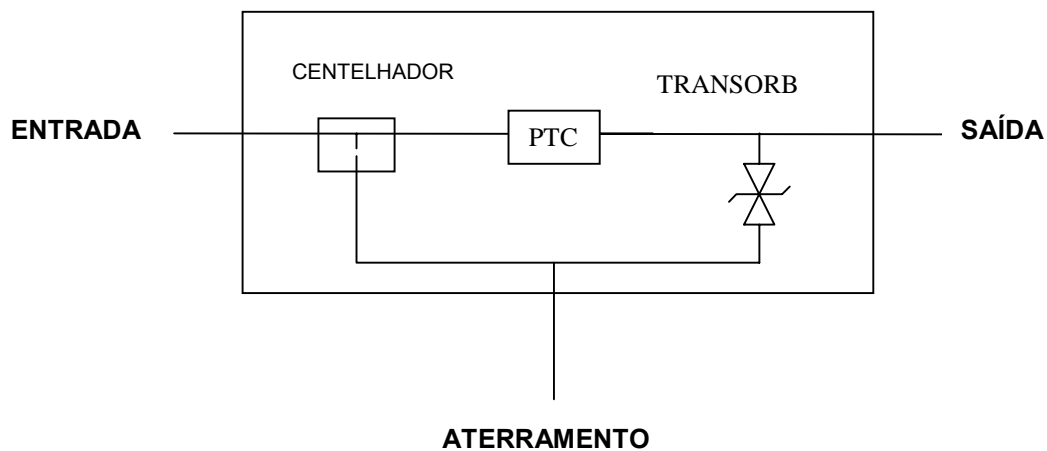 CENTELHADOR
TRANSORB
ENTRADA
PTC
SAÍDA
ATERRAMENTO